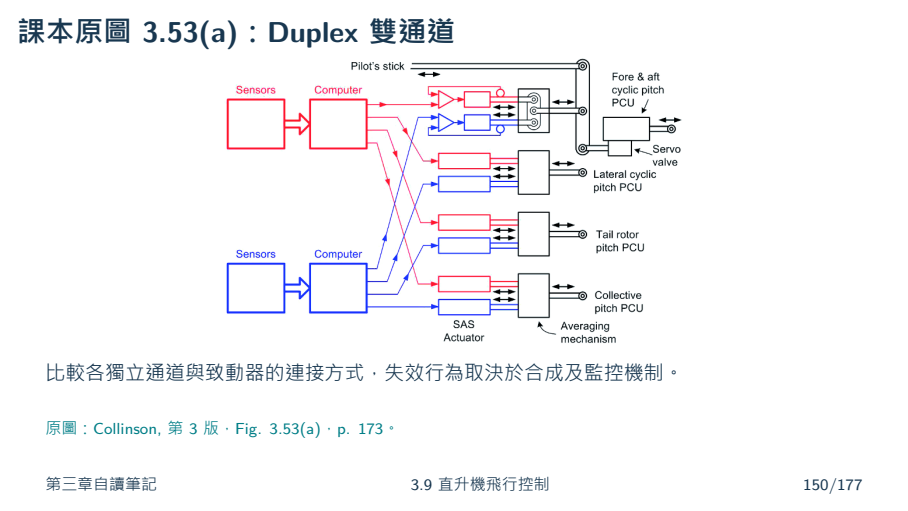 課本原圖 3.53(a)：Duplex 雙通道
Pilot's stick
Sensors
Computer
Fore & aft
cyclic pitch
PCU
Servo
valve
Lateral cyclic
pitch PCU
Tail rotor
pitch PCU
Sensors
Computer
Collective
pitch PCU
SAS
Actuator
Averaging
mechanism
比較各獨立通道與致動器的連接方式，失效行為取決於合成及監控機制。
原圖：Collinson, 第 3 版，Fig. 3.53(a)，p. 173。
第三章自讀筆記
3.9 直升機飛行控制
150/177